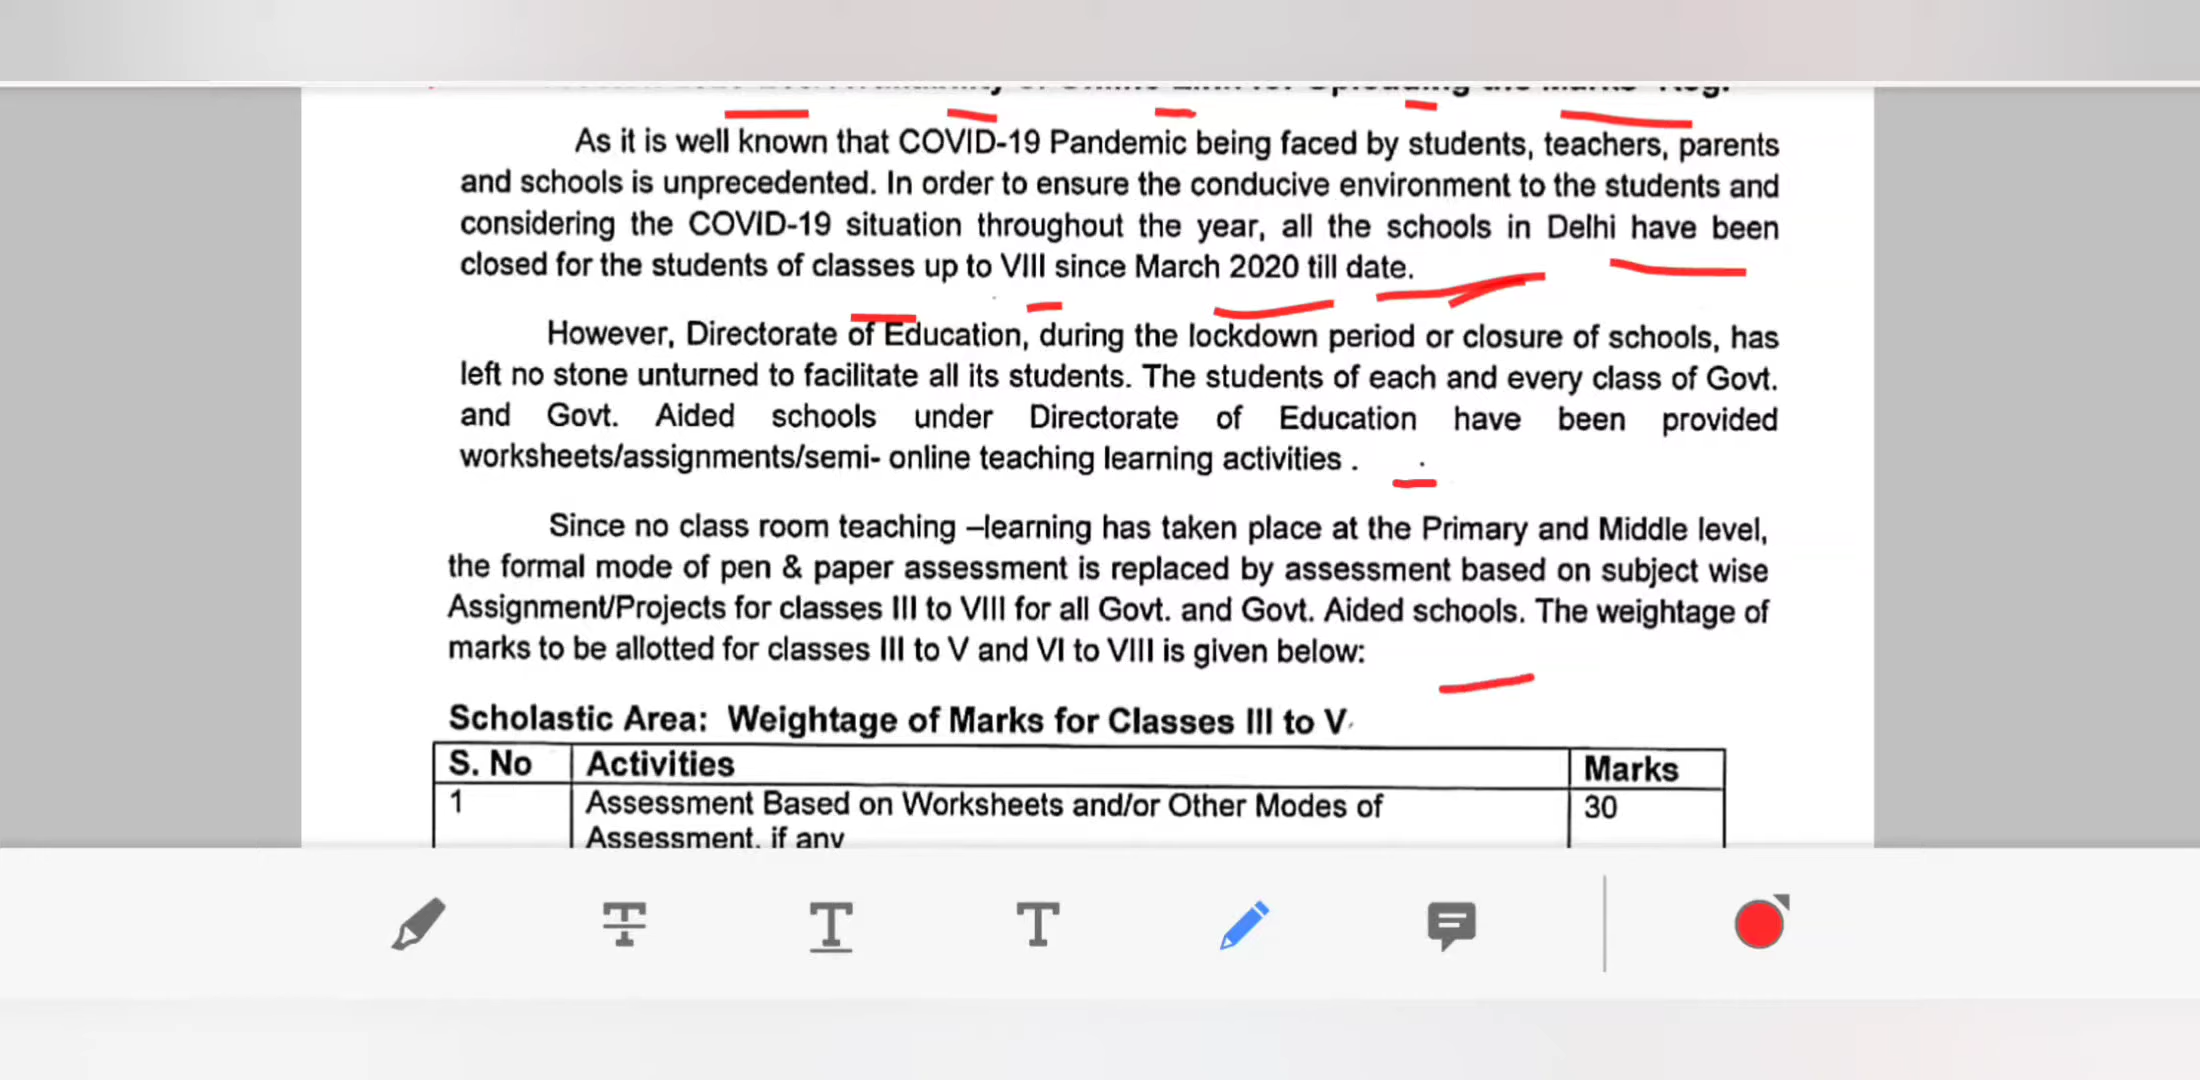 As it is well known that COVID-19 Pandemic being faced by students, teachers, parents
and schools is unprecedented. In order to ensure the conducive environment to the students and
considering the COVID-19 situation throughout the year, all the schools in Delhi have been
closed for the students of classes up to VIII since March 2020 till date.
However, Directorate of Education, during the lockdown period or closure of schools, has
left no stone unturned to facilitate all its students. The students of each and every class of Govt.
and Govt. Aided schools under Directorate of Education have been provided
worksheets/assignments/semi- online teaching learning activities .
Since no class room teaching –learning has taken place at the Primary and Middle level,
the formal mode of pen & paper assessment is replaced by assessment based on subject wise
Assignment/Projects for classes III to VIII for all Govt. and Govt. Aided schools. The weightage of
marks to be allotted for classes III to V and VI to VIII is given below:
Scholastic Area: Weightage of Marks for Classes III to V
S. No Activities Marks
1 Assessment Based on Worksheets and/or Other Modes of 30
Assessment, if any